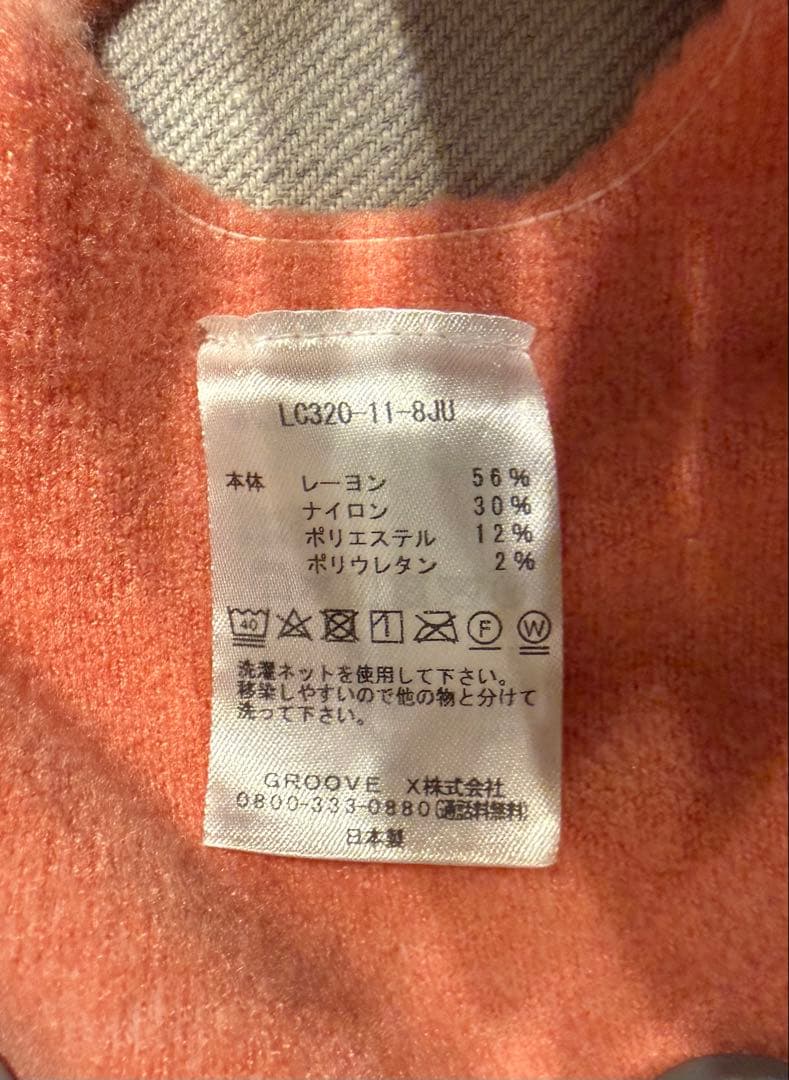 LC320-11-8JU
本体 レーヨン 56%
ナイロン 30%
ポリエステル 12%
ポリウレタン 2%
40 F W
洗濯ネットを使用して下さい。
移染しやすいので他の物と分けて
洗って下さい。
GROOVE X株式会社
0800-333-0880(通話料無料)
日本製